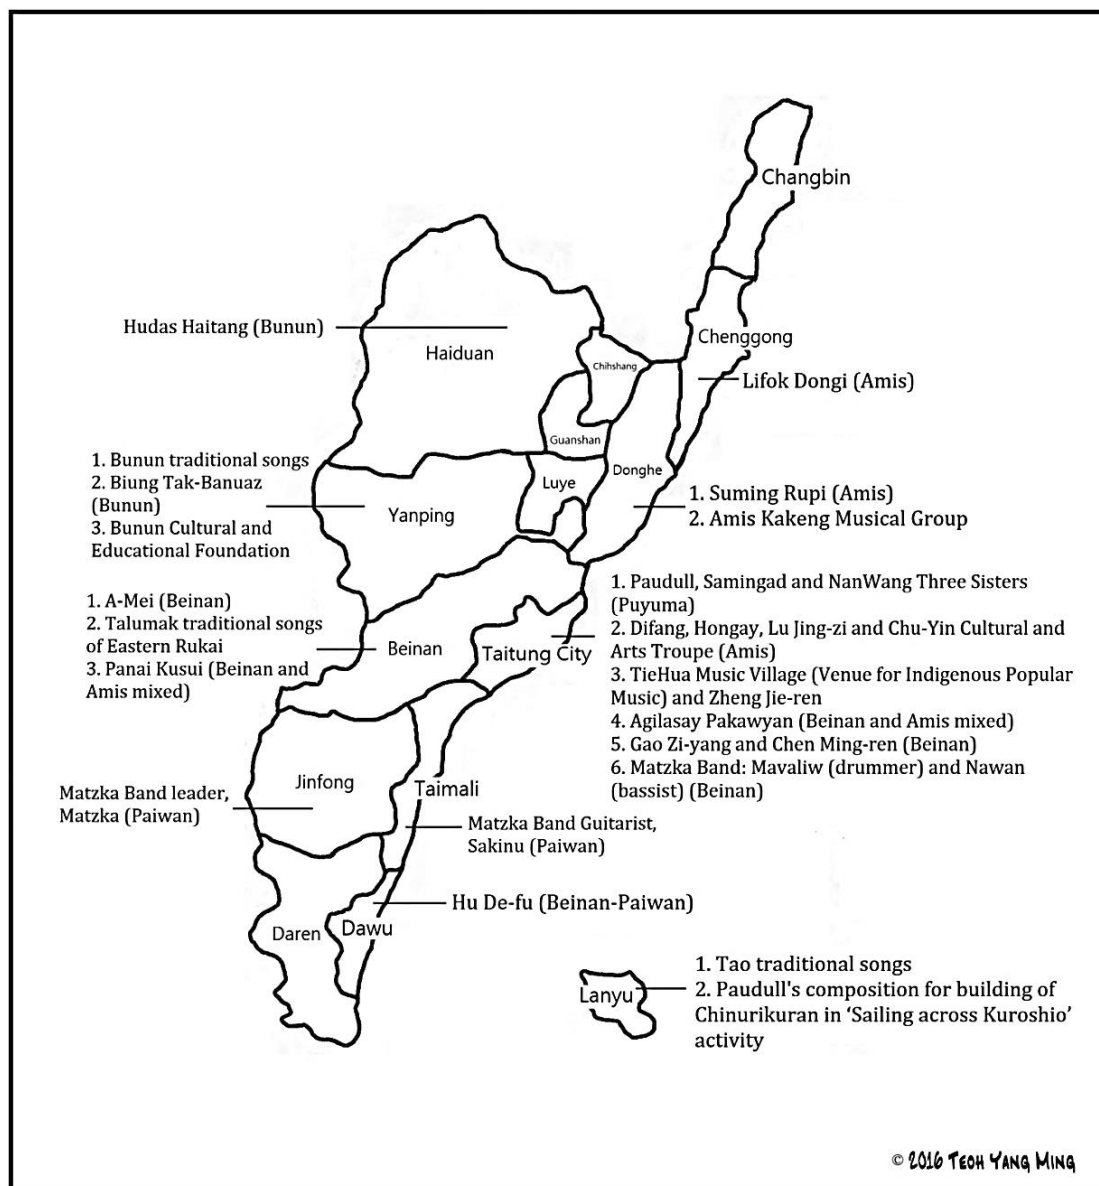 Changbin
Hudas Haitang (Bunun)
Haiduan
Chenggong
Chihshang
Lifok Dongi (Amis)
Guanshan
1. Bunun traditional songs
2. Biung Tak-Banuaz
(Bunun)
3. Bunun Cultural and
Educational Foundation
Yanping
Luye
Donghe
1. Suming Rupi (Amis)
2. Amis Kakeng Musical Group
1. A-Mei (Beinan)
2. Talumak traditional songs
of Eastern Rukai
3. Panai Kusui (Beinan and
Amis mixed)
Beinan
Taitung City
1. Paudull, Samingad and NanWang Three Sisters
(Puyuma)
2. Difang, Hongay, Lu Jing-zi and Chu-Yin Cultural and
Arts Troupe (Amis)
3. TieHua Music Village (Venue for Indigenous Popular
Music) and Zheng Jie-ren
4. Agilasay Pakawyan (Beinan and Amis mixed)
5. Gao Zi-yang and Chen Ming-ren (Beinan)
6. Matzka Band: Mavaliw (drummer) and Nawan
(bassist) (Beinan)
Matzka Band leader,
Matzka (Paiwan)
Jinfong
Taimali
Matzka Band Guitarist,
Sakinu (Paiwan)
Hu De-fu (Beinan-Paiwan)
Daren
Dawu
Lanyu
1. Tao traditional songs
2. Paudull's composition for building of
Chinurikuran in ‘Sailing across Kuroshio’
activity
© 2016 TEOH YANG MING